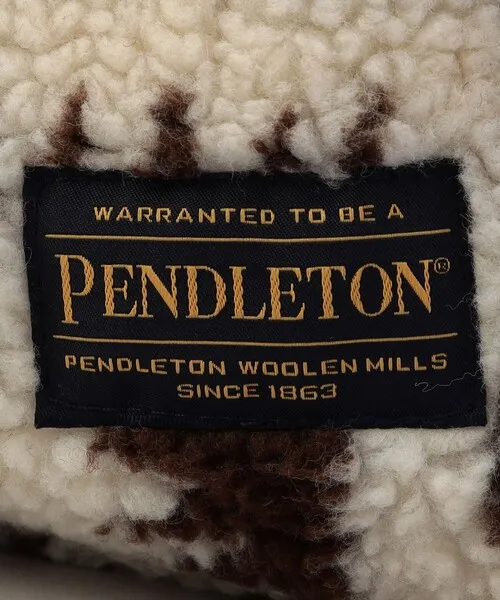 WARRANTED TO BE A
PENDLETON®
PENDLETON WOOLEN MILLS
SINCE 1863